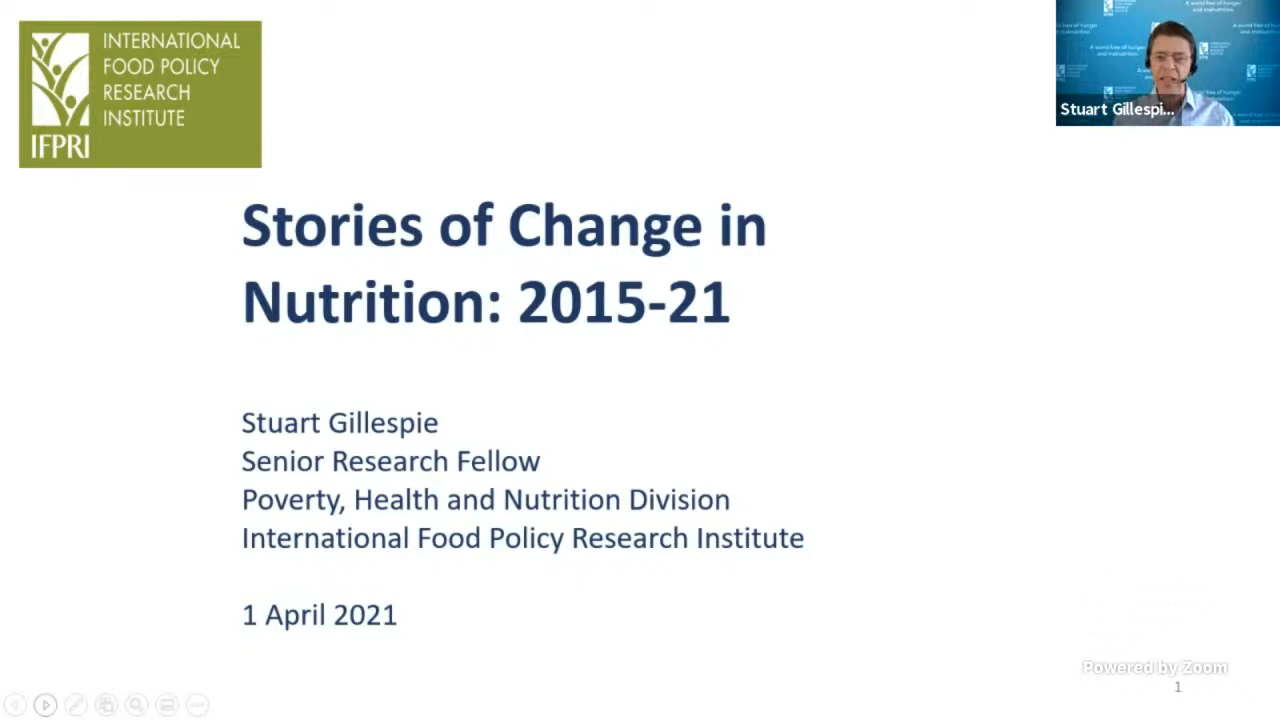 INTERNATIONAL
FOOD POLICY
RESEARCH
INSTITUTE
IFPRI
Stuart Gillespi...
Stories of Change in
Nutrition: 2015-21
Stuart Gillespie
Senior Research Fellow
Poverty, Health and Nutrition Division
International Food Policy Research Institute
1 April 2021
Powered by Zoom
1